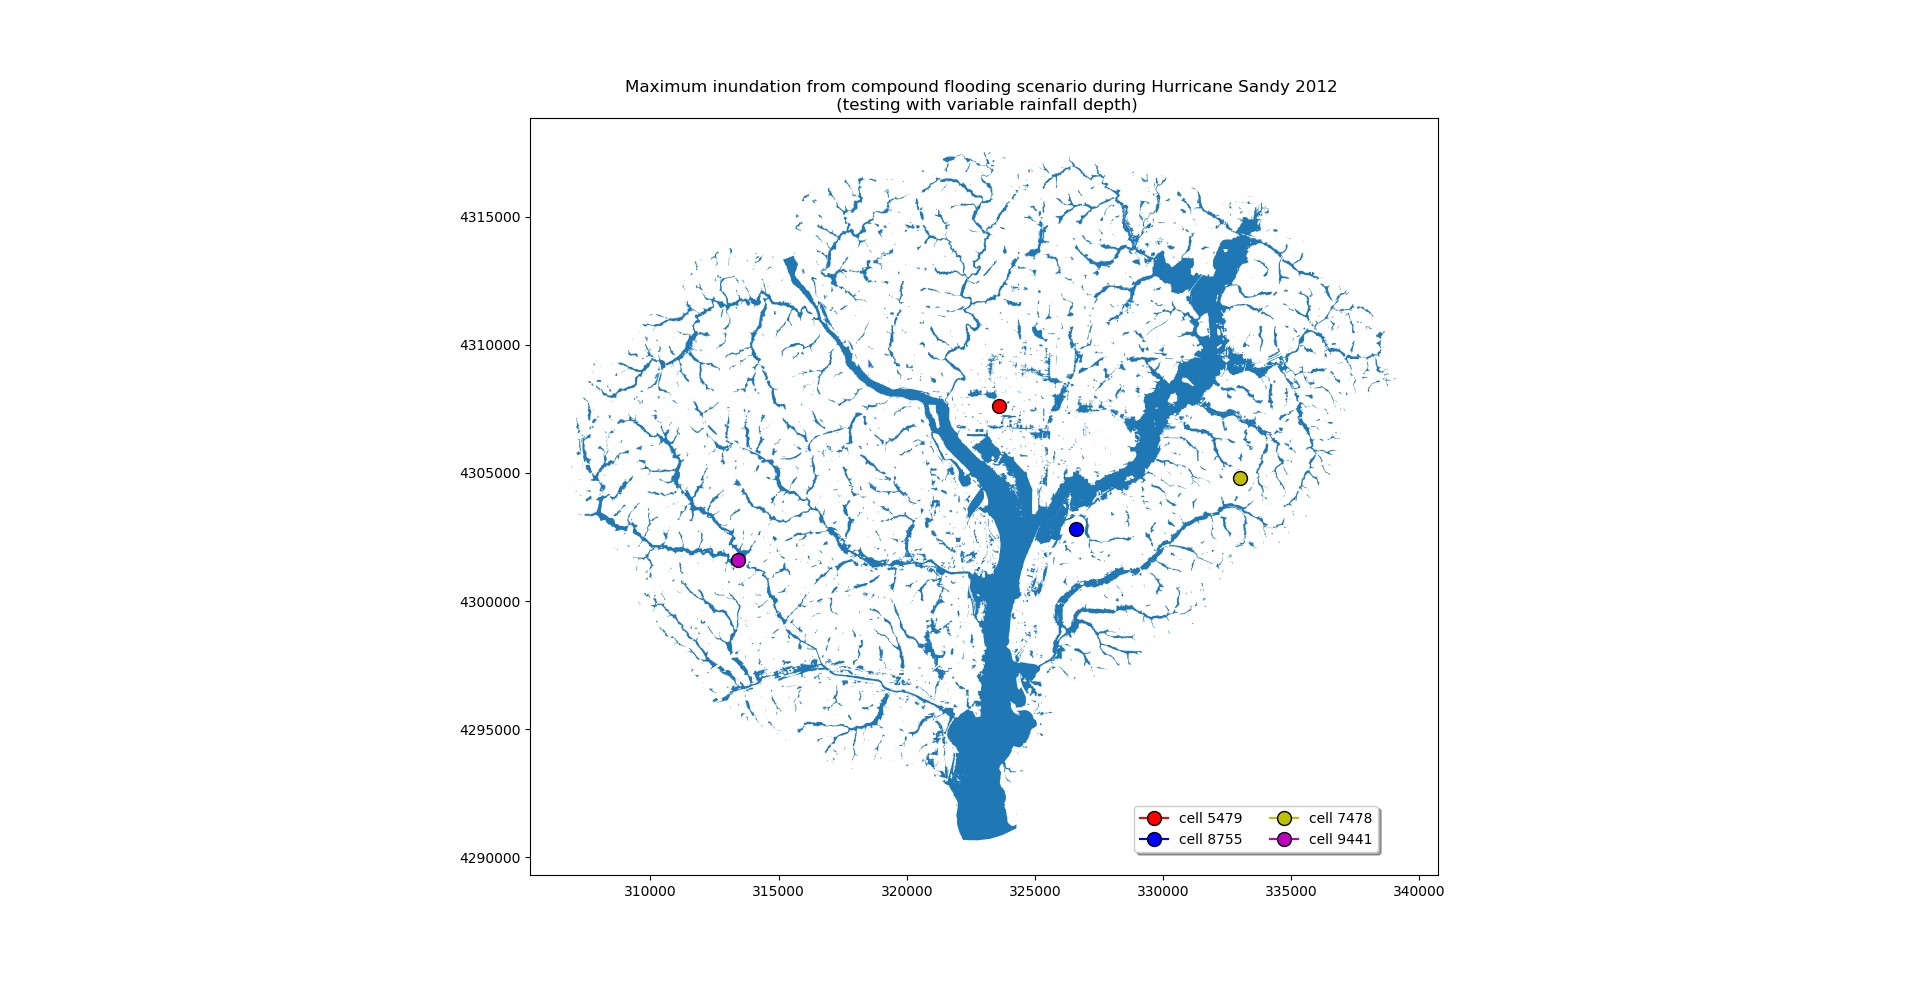 Maximum inundation from compound flooding scenario during Hurricane Sandy 2012
(testing with variable rainfall depth)
4315000
4310000
4305000
4300000
4295000
4290000
310000
315000
320000
325000
330000
335000
340000
cell 5479
cell 8755
cell 7478
cell 9441